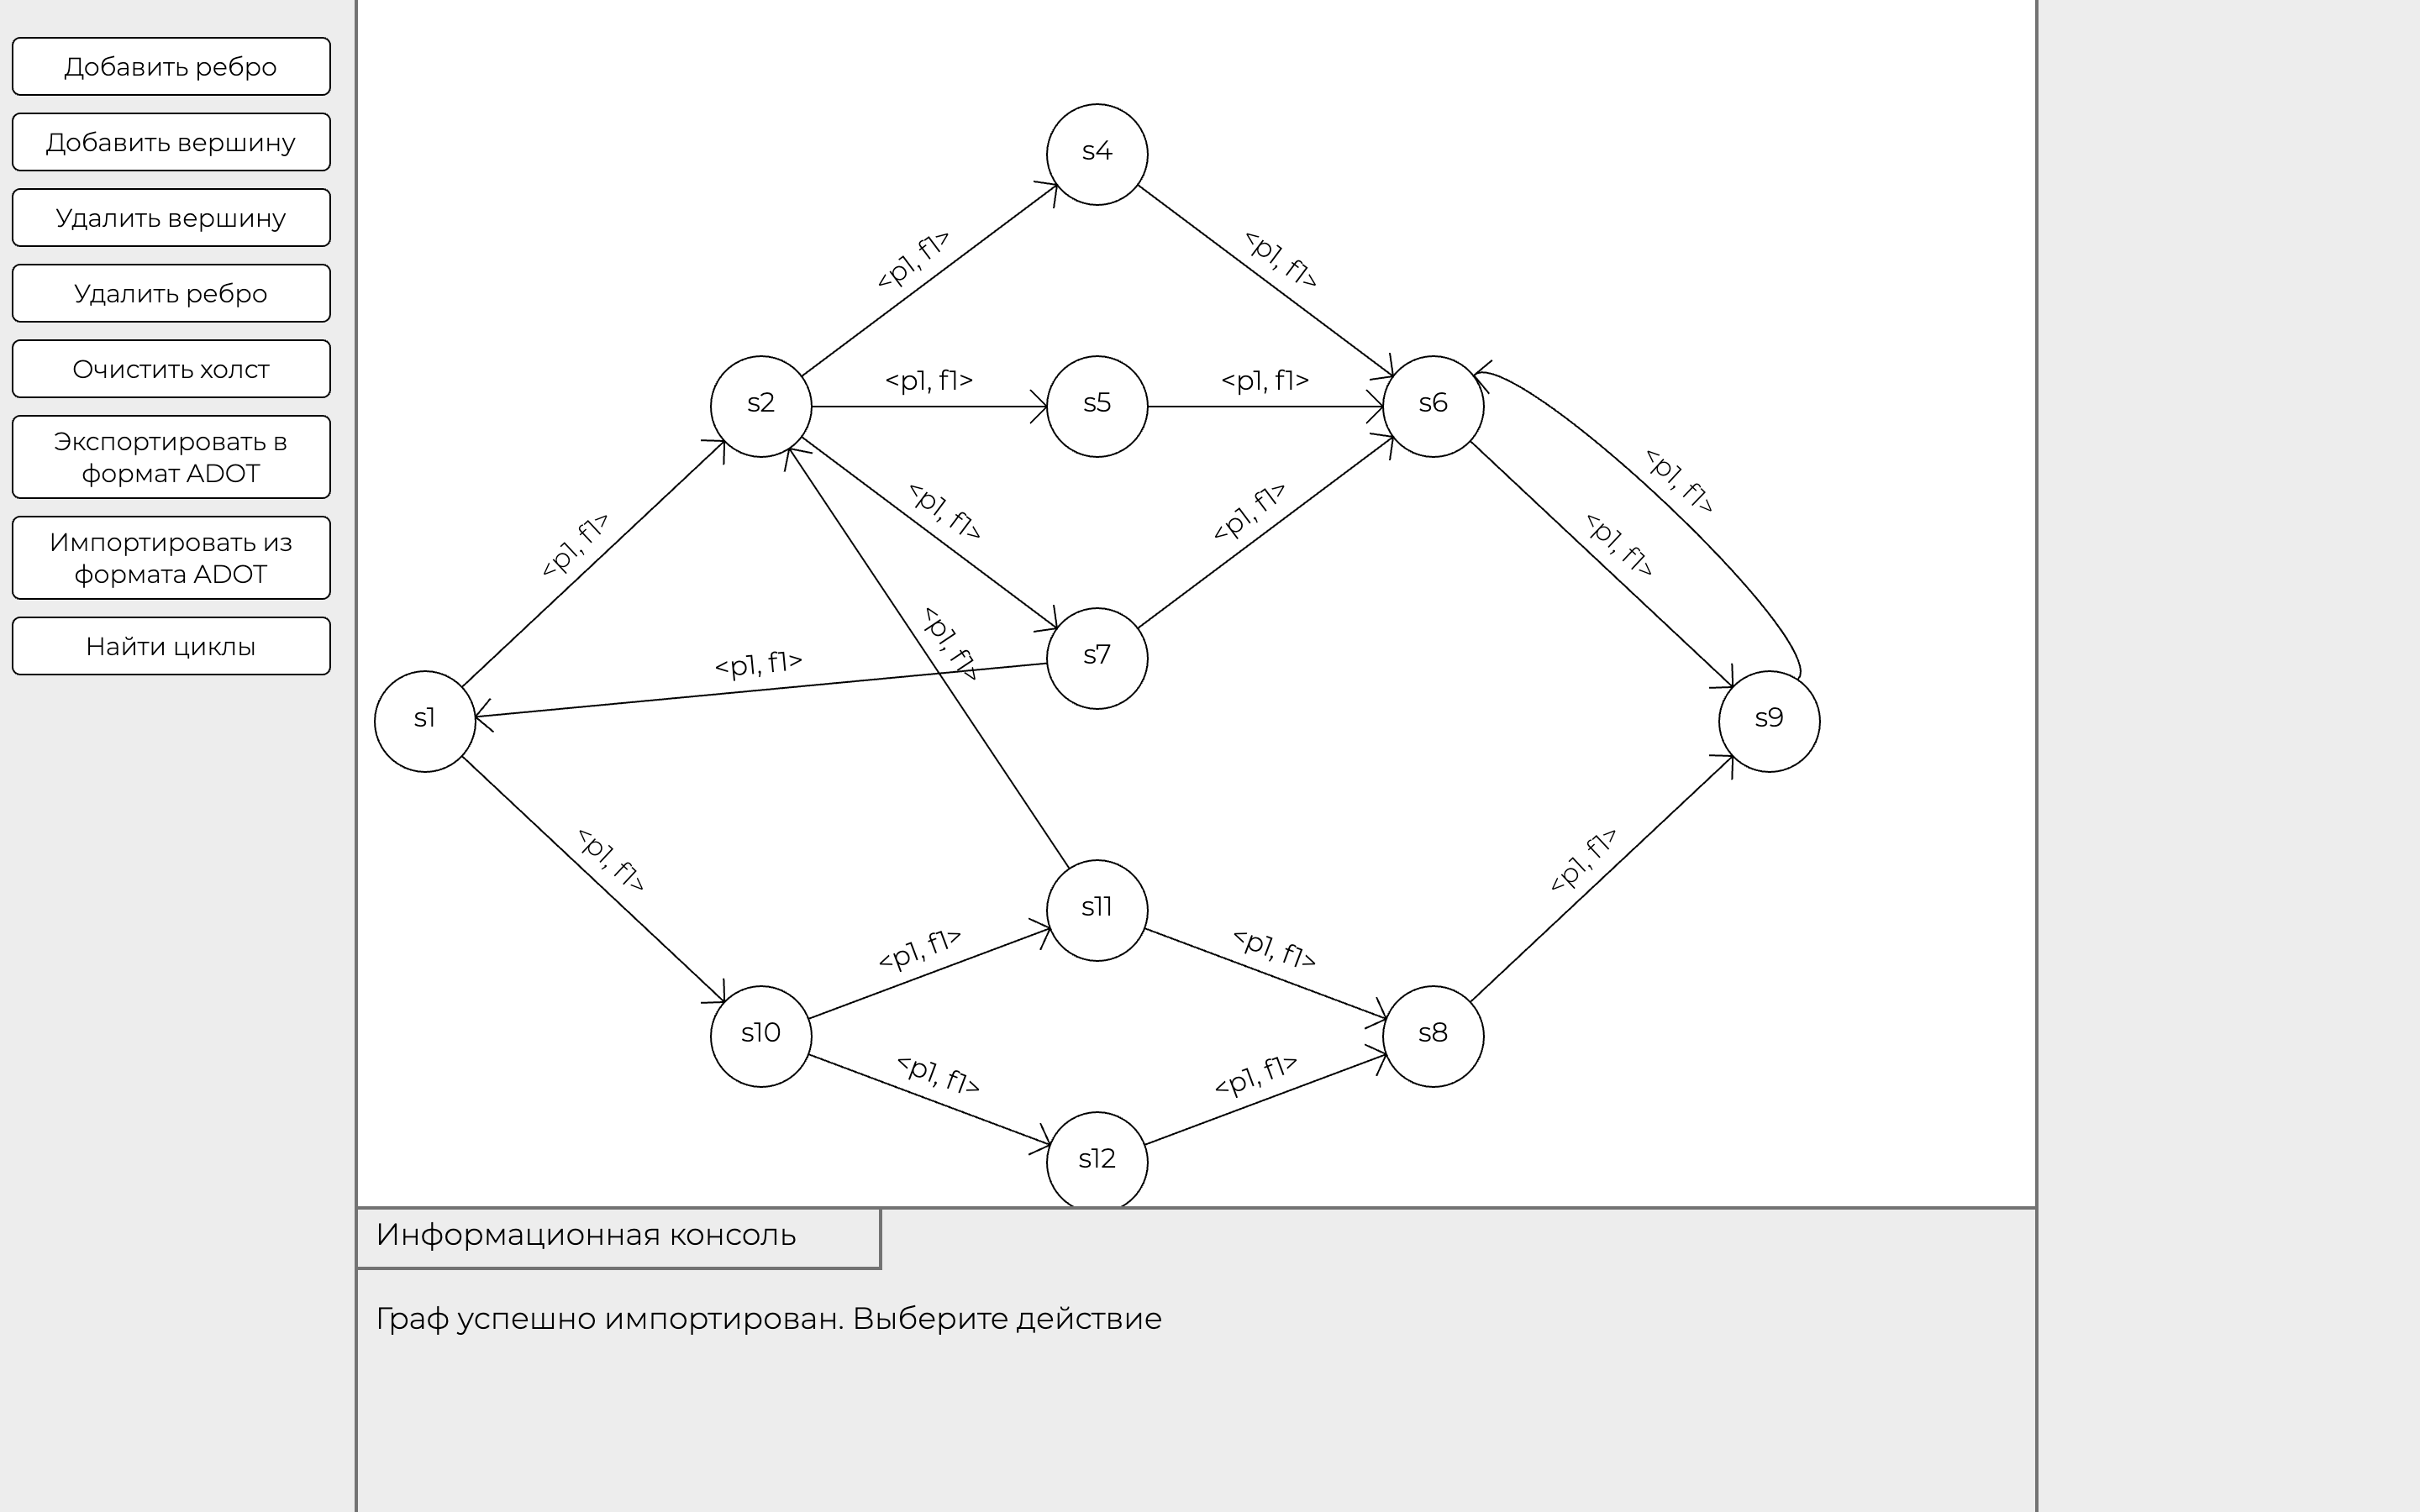 Добавить ребро
Добавить вершину
Удалить вершину
Удалить ребро
Очистить холст
Экспортировать в
формат ADOT
Импортировать из
формата ADOT
Найти циклы
s4
<p1, f1>
<p1, f1>
s2
<p1, f1>
s5
<p1, f1>
s6
<p1, f1>
<p1, f1>
<p1, f1>
<p1, f1>
<p1, f1>
<p1, f1>
<p1, f1>
s7
s1
s9
<p1, f1>
<p1, f1>
s11
<p1, f1>
<p1, f1>
<p1, f1>
s10
s8
<p1, f1>
<p1, f1>
s12
Информационная консоль
Граф успешно импортирован. Выберите действие